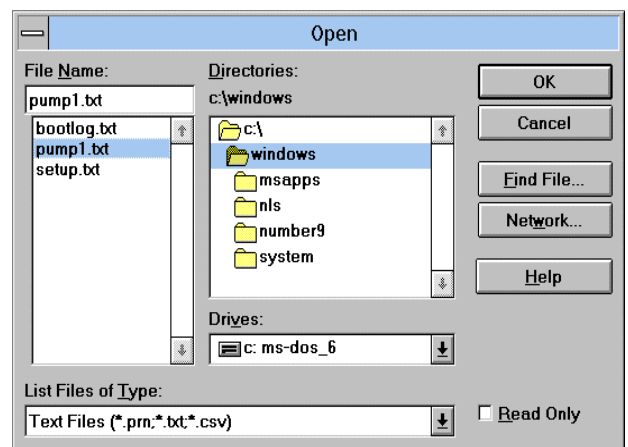 Open
File Name:
pump1.txt
bootlog.txt
pump1.txt
setup.txt
Directories:
c:\windows
c:\
windows
msapps
nls
number9
system
Drives:
c: ms-dos_6
List Files of Type:
Text Files (*.prn;*.txt;*.csv)
OK
Cancel
Find File...
Network...
Help
Read Only